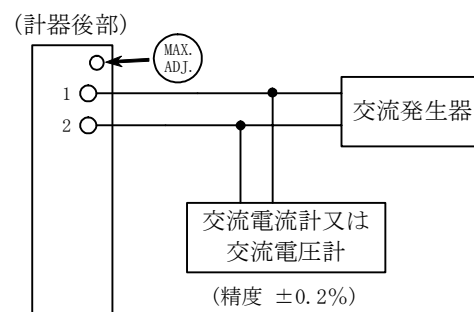 (計器後部)
MAX.
ADJ.
1
2
交流発生器
交流電流計又は
交流電圧計
(精度 ±0.2%)